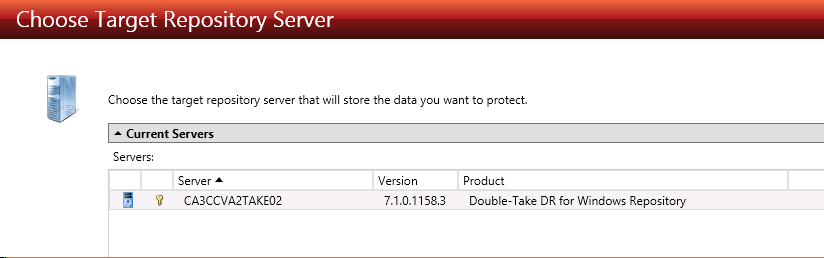 Choose Target Repository Server
Choose the target repository server that will store the data you want to protect.
Current Servers
Servers:
Server Version Product
CA3CCVA2TAKE02 7.1.0.1158.3 Double-Take DR for Windows Repository